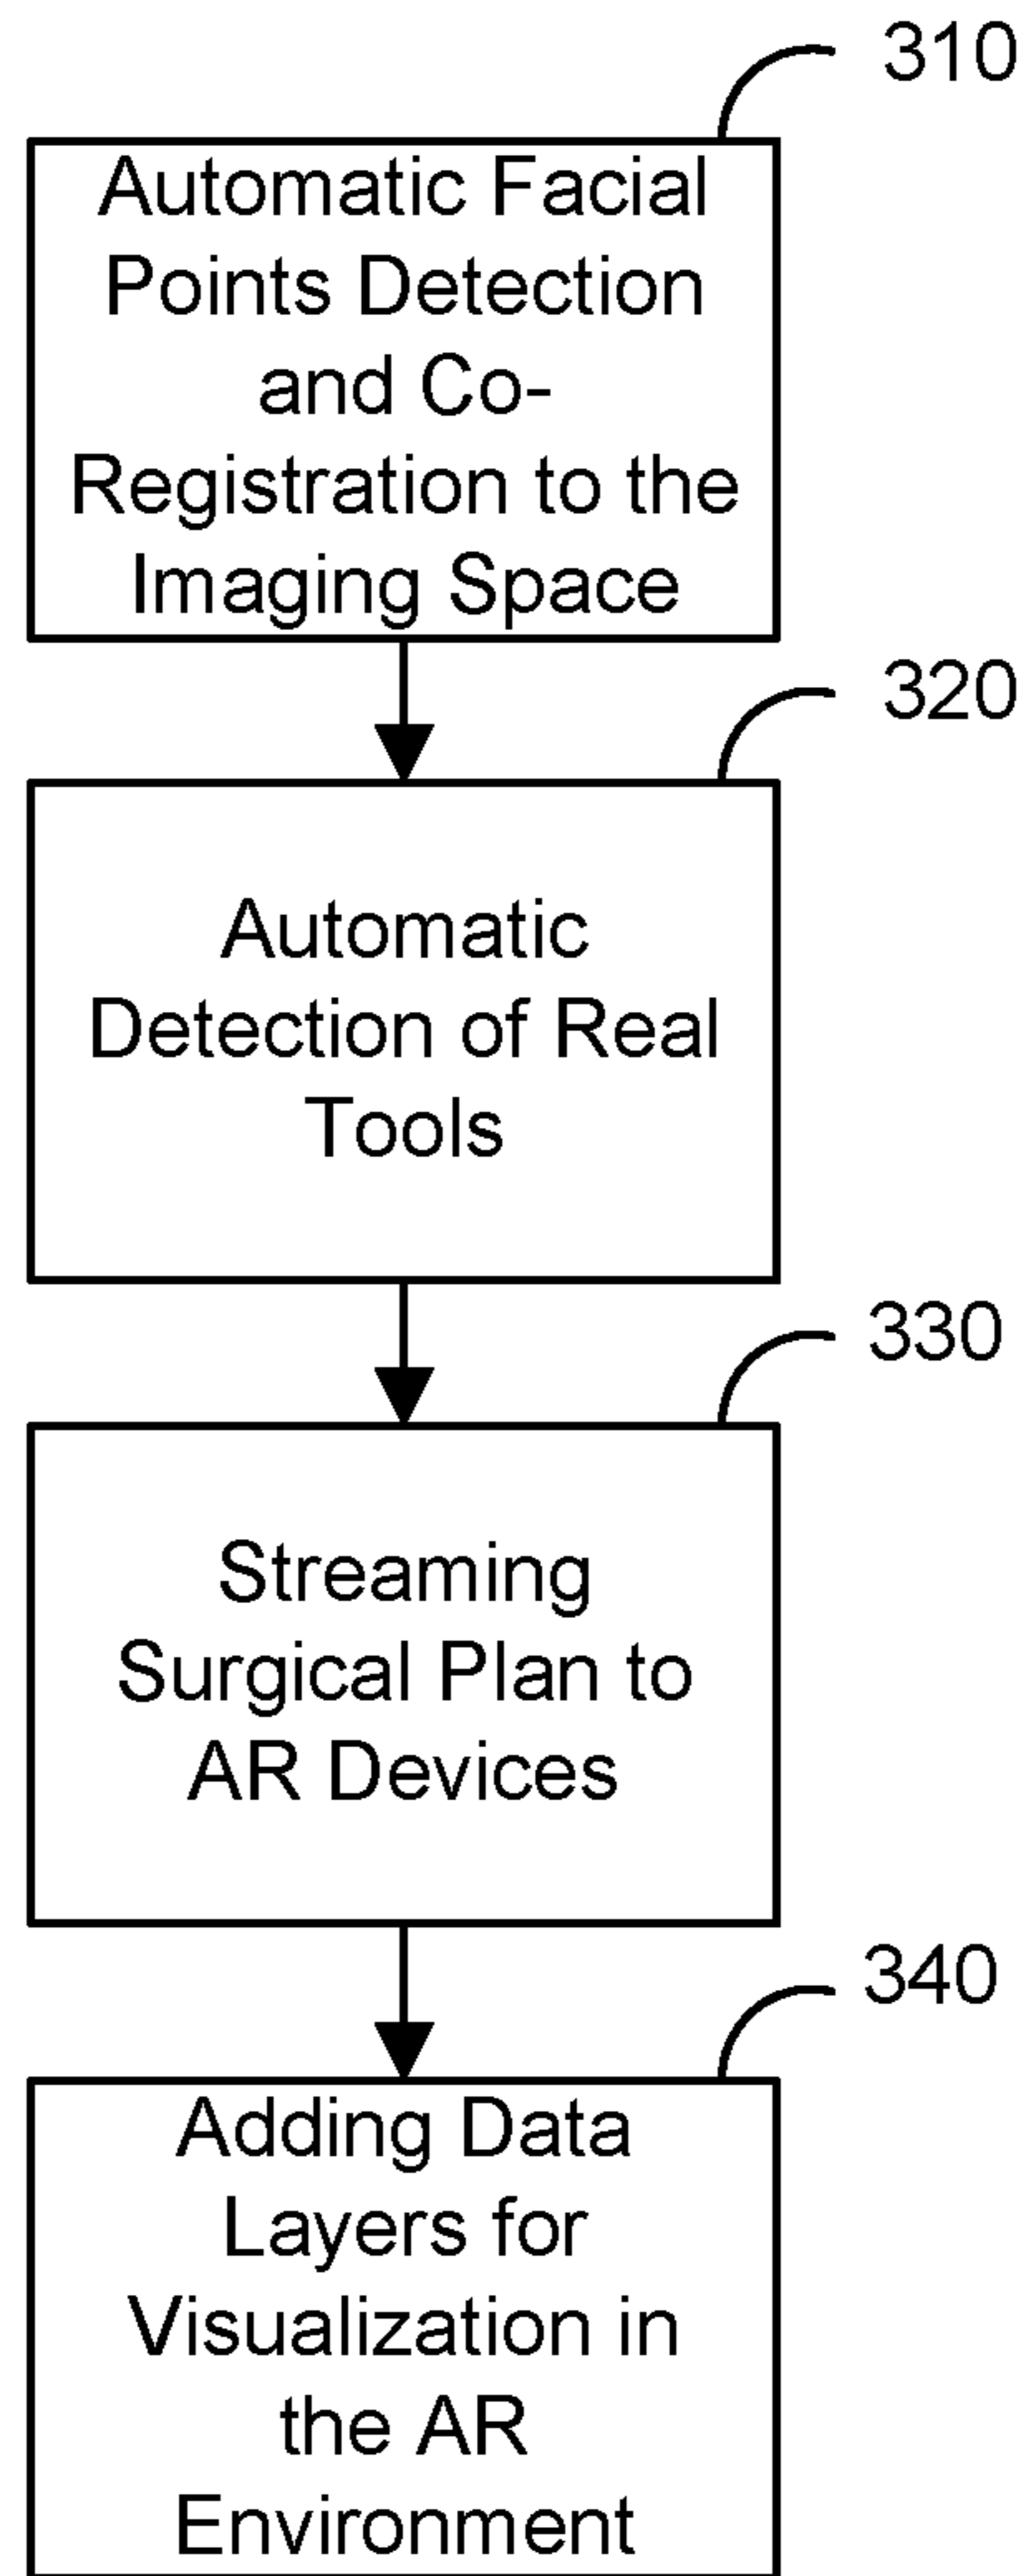 310
Automatic Facial
Points Detection
and Co-
Registration to the
Imaging Space
320
Automatic
Detection of Real
Tools
330
Streaming
Surgical Plan to
AR Devices
340
Adding Data
Layers for
Visualization in
the AR
Environment